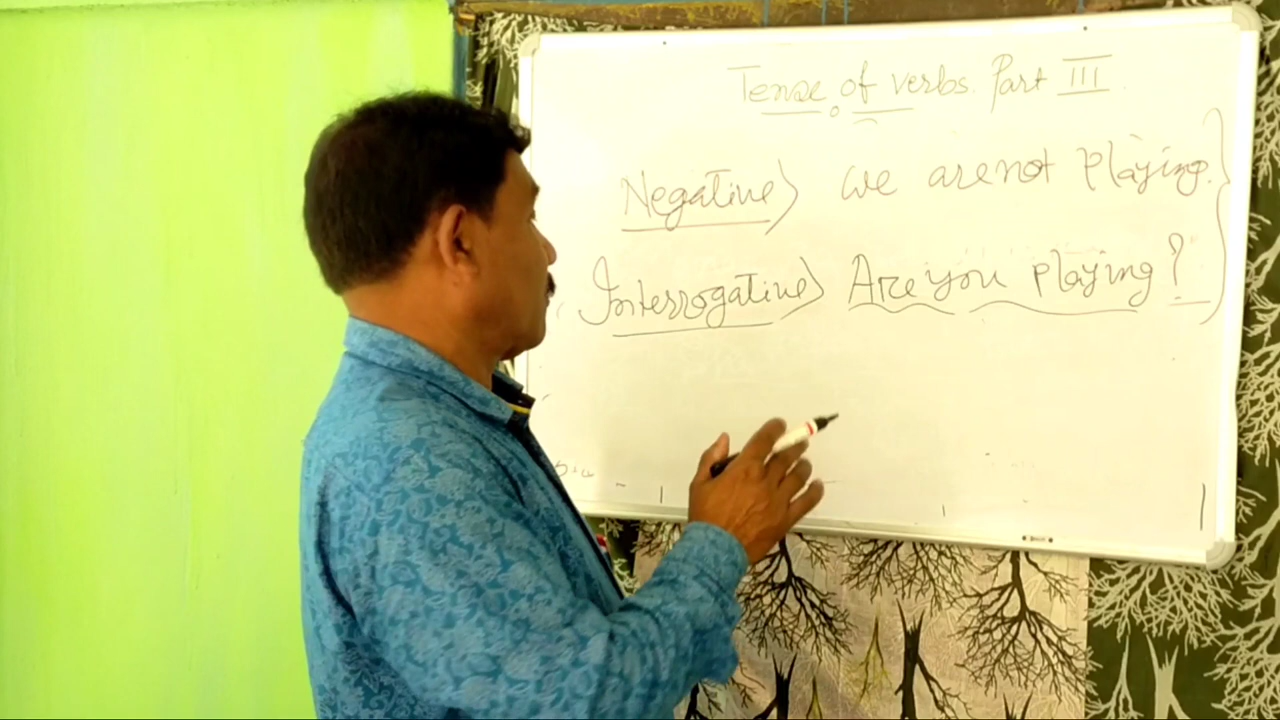 Tense of verbs. Part III
Negative> we are not playing.
Interrogative> Are you playing?